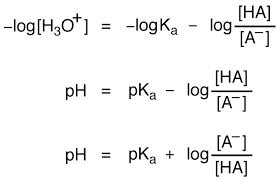 –log[H₃O⁺] = –logKₐ – log [HA]/[A⁻]
pH = pKₐ – log [HA]/[A⁻]
pH = pKₐ + log [A⁻]/[HA]